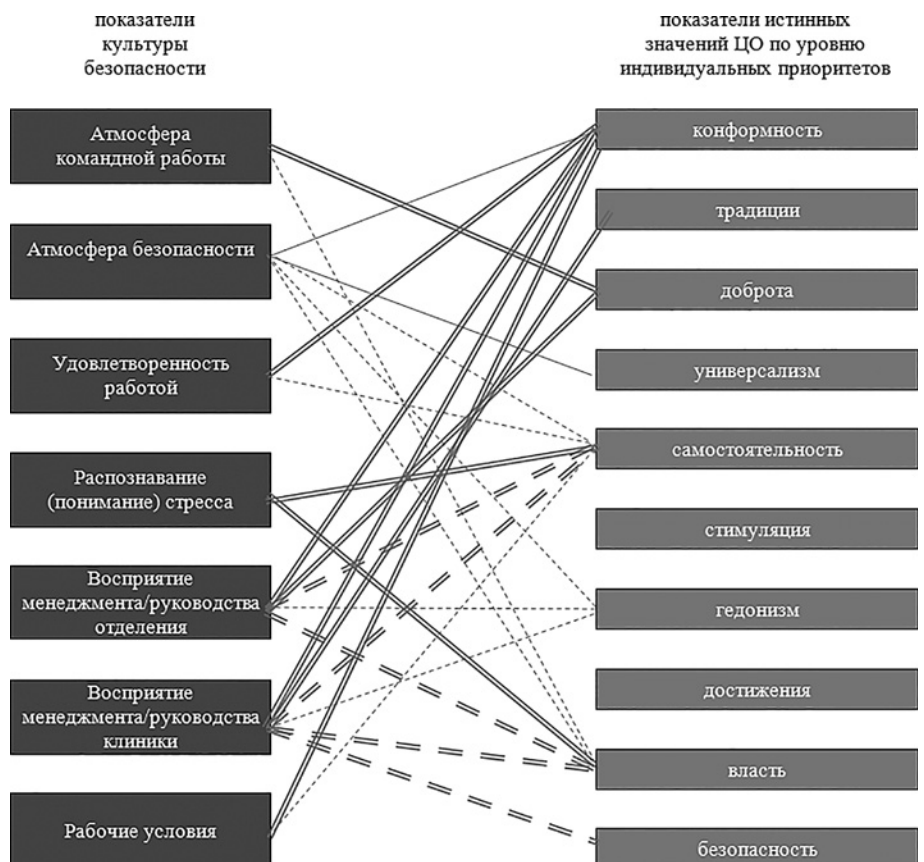 показатели
культуры
безопасности
показатели истинных
значений ЦО по уровню
индивидуальных приоритетов
Атмосфера
командной работы
Атмосфера безопасности
Удовлетворенность
работой
Распознавание
(понимание) стресса
Восприятие
менеджмента/руководства
отделения
Восприятие
менеджмента/руководства
клиники
Рабочие условия
конформность
традиции
доброта
универсализм
самостоятельность
стимуляция
гедонизм
достижения
власть
безопасность